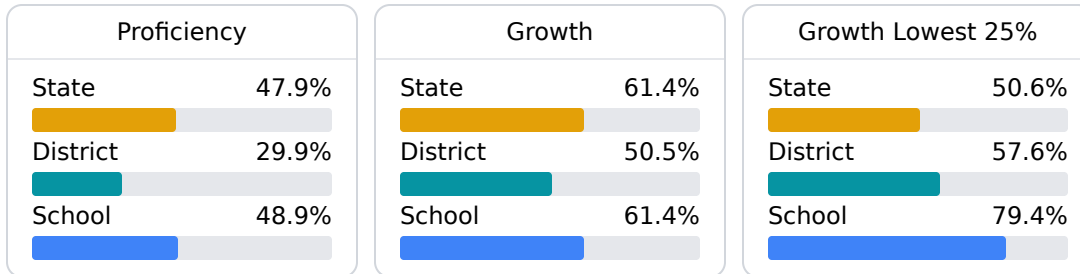 Proficiency
State 47.9%
District 29.9%
School 48.9%
Growth
State 61.4%
District 50.5%
School 61.4%
Growth Lowest 25%
State 50.6%
District 57.6%
School 79.4%